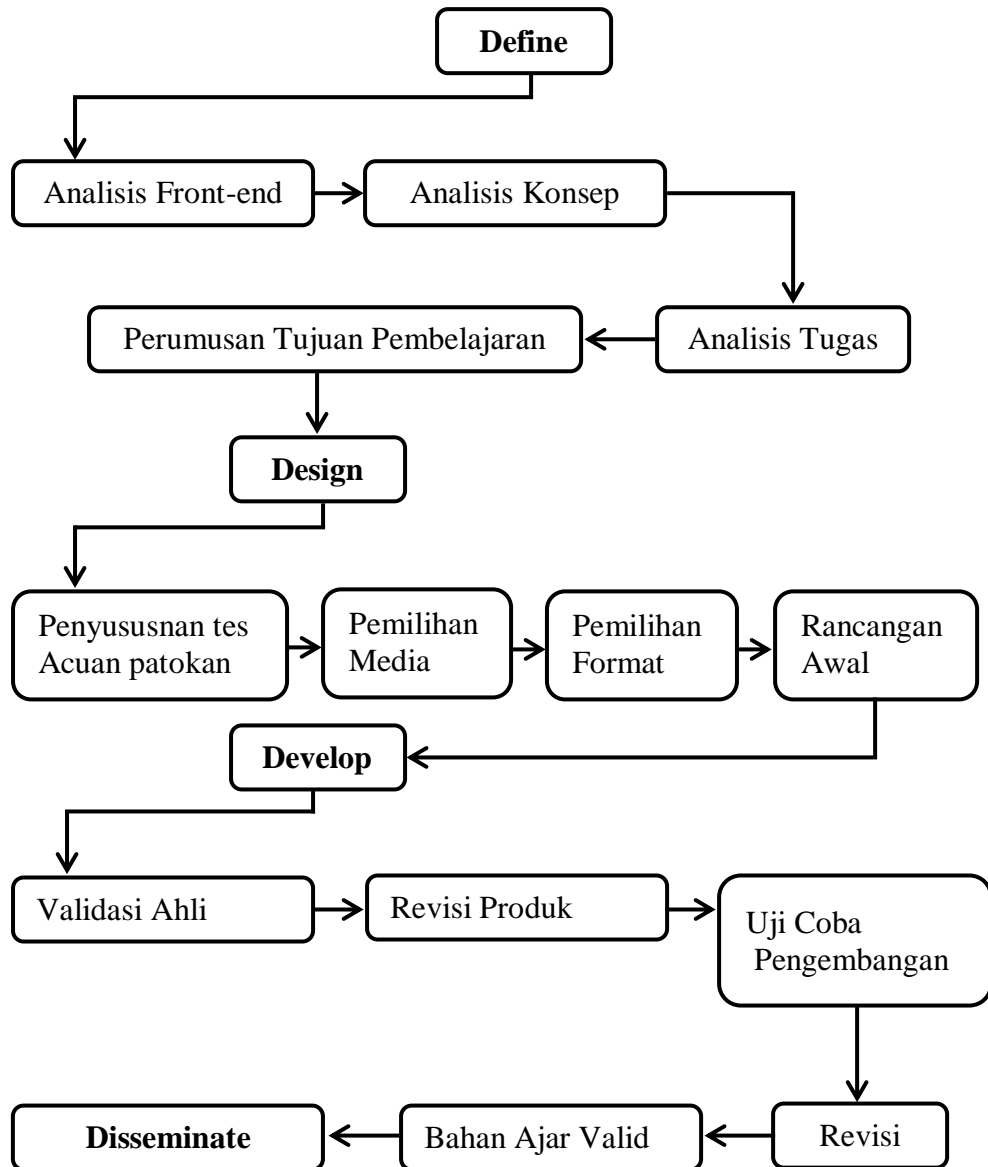 Define
Analisis Front-end
Analisis Konsep
Analisis Tugas
Perumusan Tujuan Pembelajaran
Design
Penyususnan tes
Acuan patokan
Pemilihan
Media
Pemilihan
Format
Rancangan
Awal
Develop
Validasi Ahli
Revisi Produk
Uji Coba
Pengembangan
Revisi
Bahan Ajar Valid
Disseminate